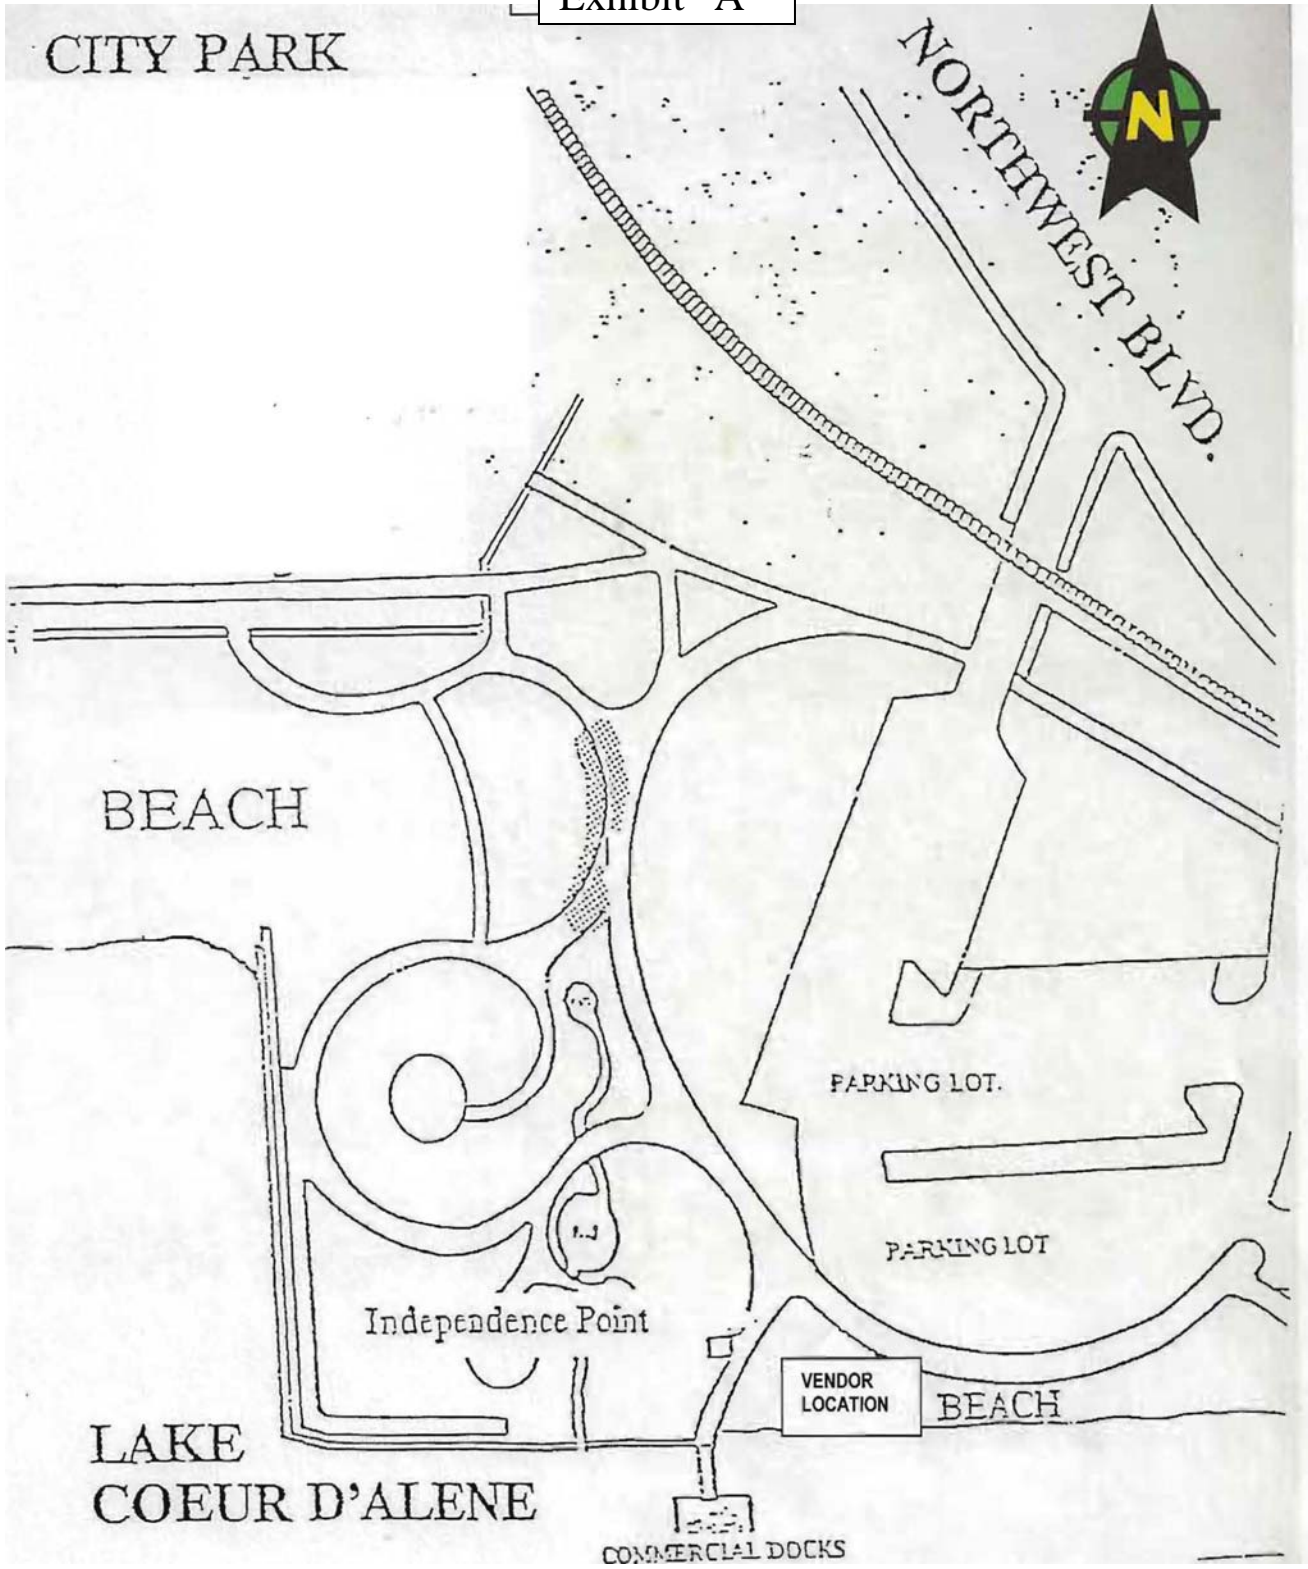 Exhibit "A"
CITY PARK
N
NORTHWEST BLVD.
BEACH
PARKING LOT.
PARKING LOT
Independence Point
VENDOR
LOCATION
BEACH
LAKE
COEUR D'ALENE
COMMERCIAL DOCKS